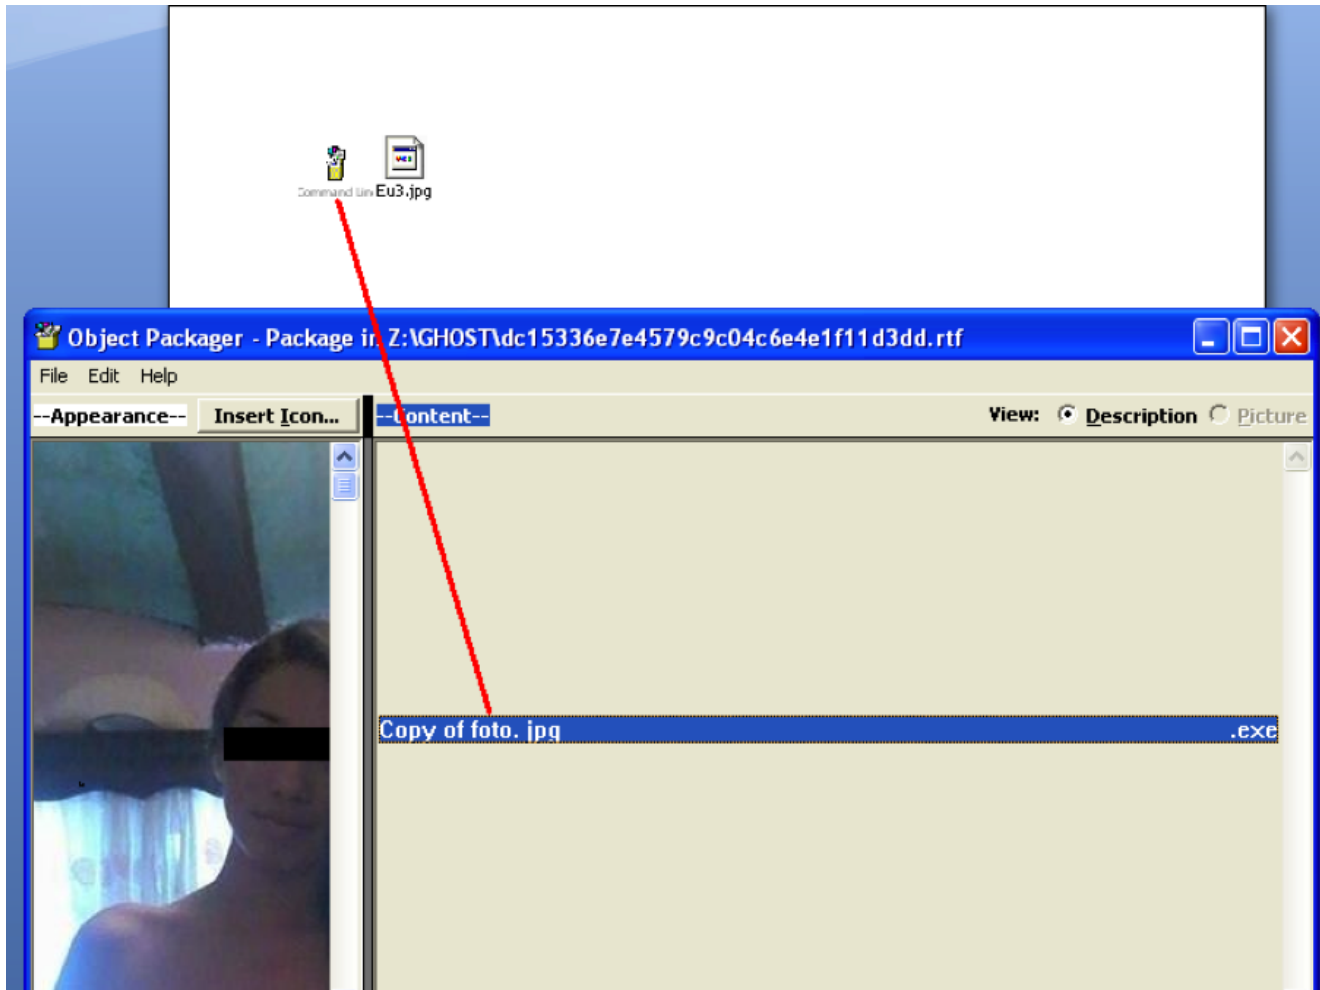 Command Lin
Eu3.jpg
Object Packager - Package in Z:\GHOST\dc15336e7e4579c9c04c6e4e1f11d3dd.rtf
File Edit Help
--Appearance-- Insert Icon... --Content-- View: Description Picture
Copy of foto. jpg .exe